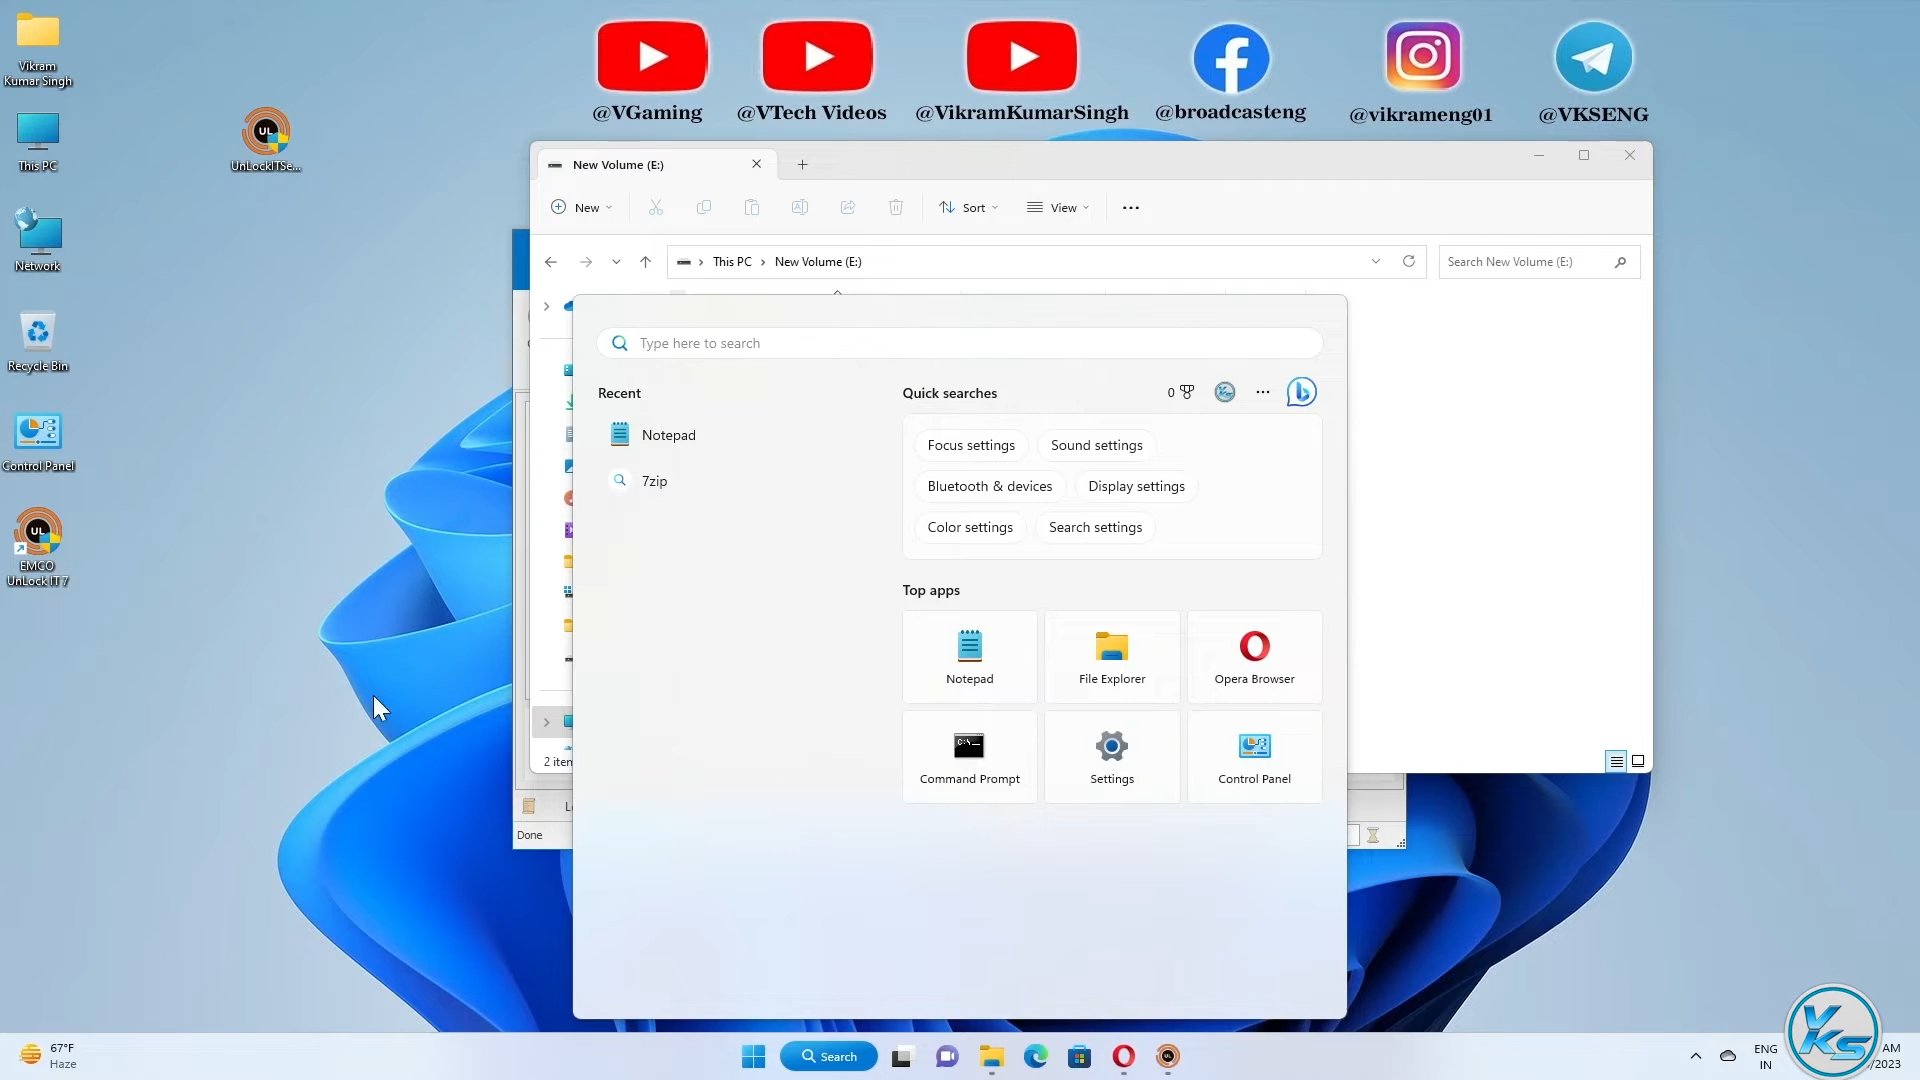 Vikram
Kumar Singh
This PC
Network
Recycle Bin
Control Panel
UL
EMCO
UnLock IT 7
UL
UnLockITSe...
@VGaming
@VTech Videos
@VikramKumarSingh
@broadcasteng
@vikrameng01
@VKSENG
New Volume (E:)
New
Sort
View
This PC
New Volume (E:)
Search New Volume (E:)
Type here to search
Recent
Notepad
7zip
Quick searches
0
Focus settings
Sound settings
Bluetooth & devices
Display settings
Color settings
Search settings
Top apps
Notepad
File Explorer
Opera Browser
Command Prompt
Settings
Control Panel
Done
67°F
Haze
Search
ENG
IN
VKS
AM
/2023